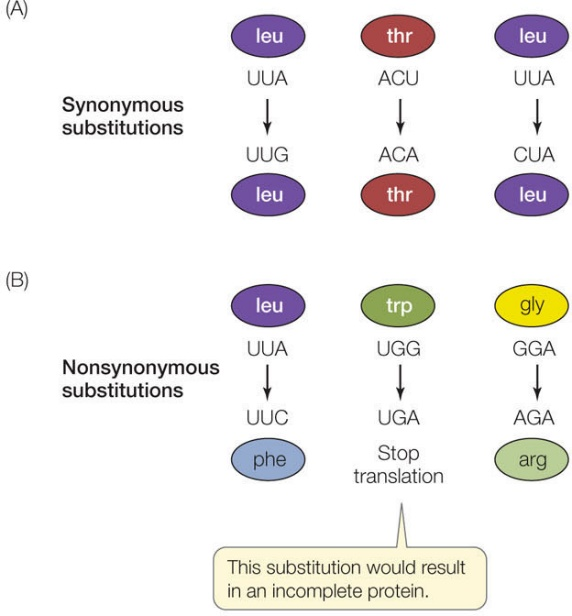 (A)
leu thr leu
UUA ACU UUA
Synonymous
substitutions
UUG ACA CUA
leu thr leu
(B)
leu trp gly
UUA UGG GGA
Nonsynonymous
substitutions
UUC UGA AGA
phe Stop arg
translation
This substitution would result
in an incomplete protein.